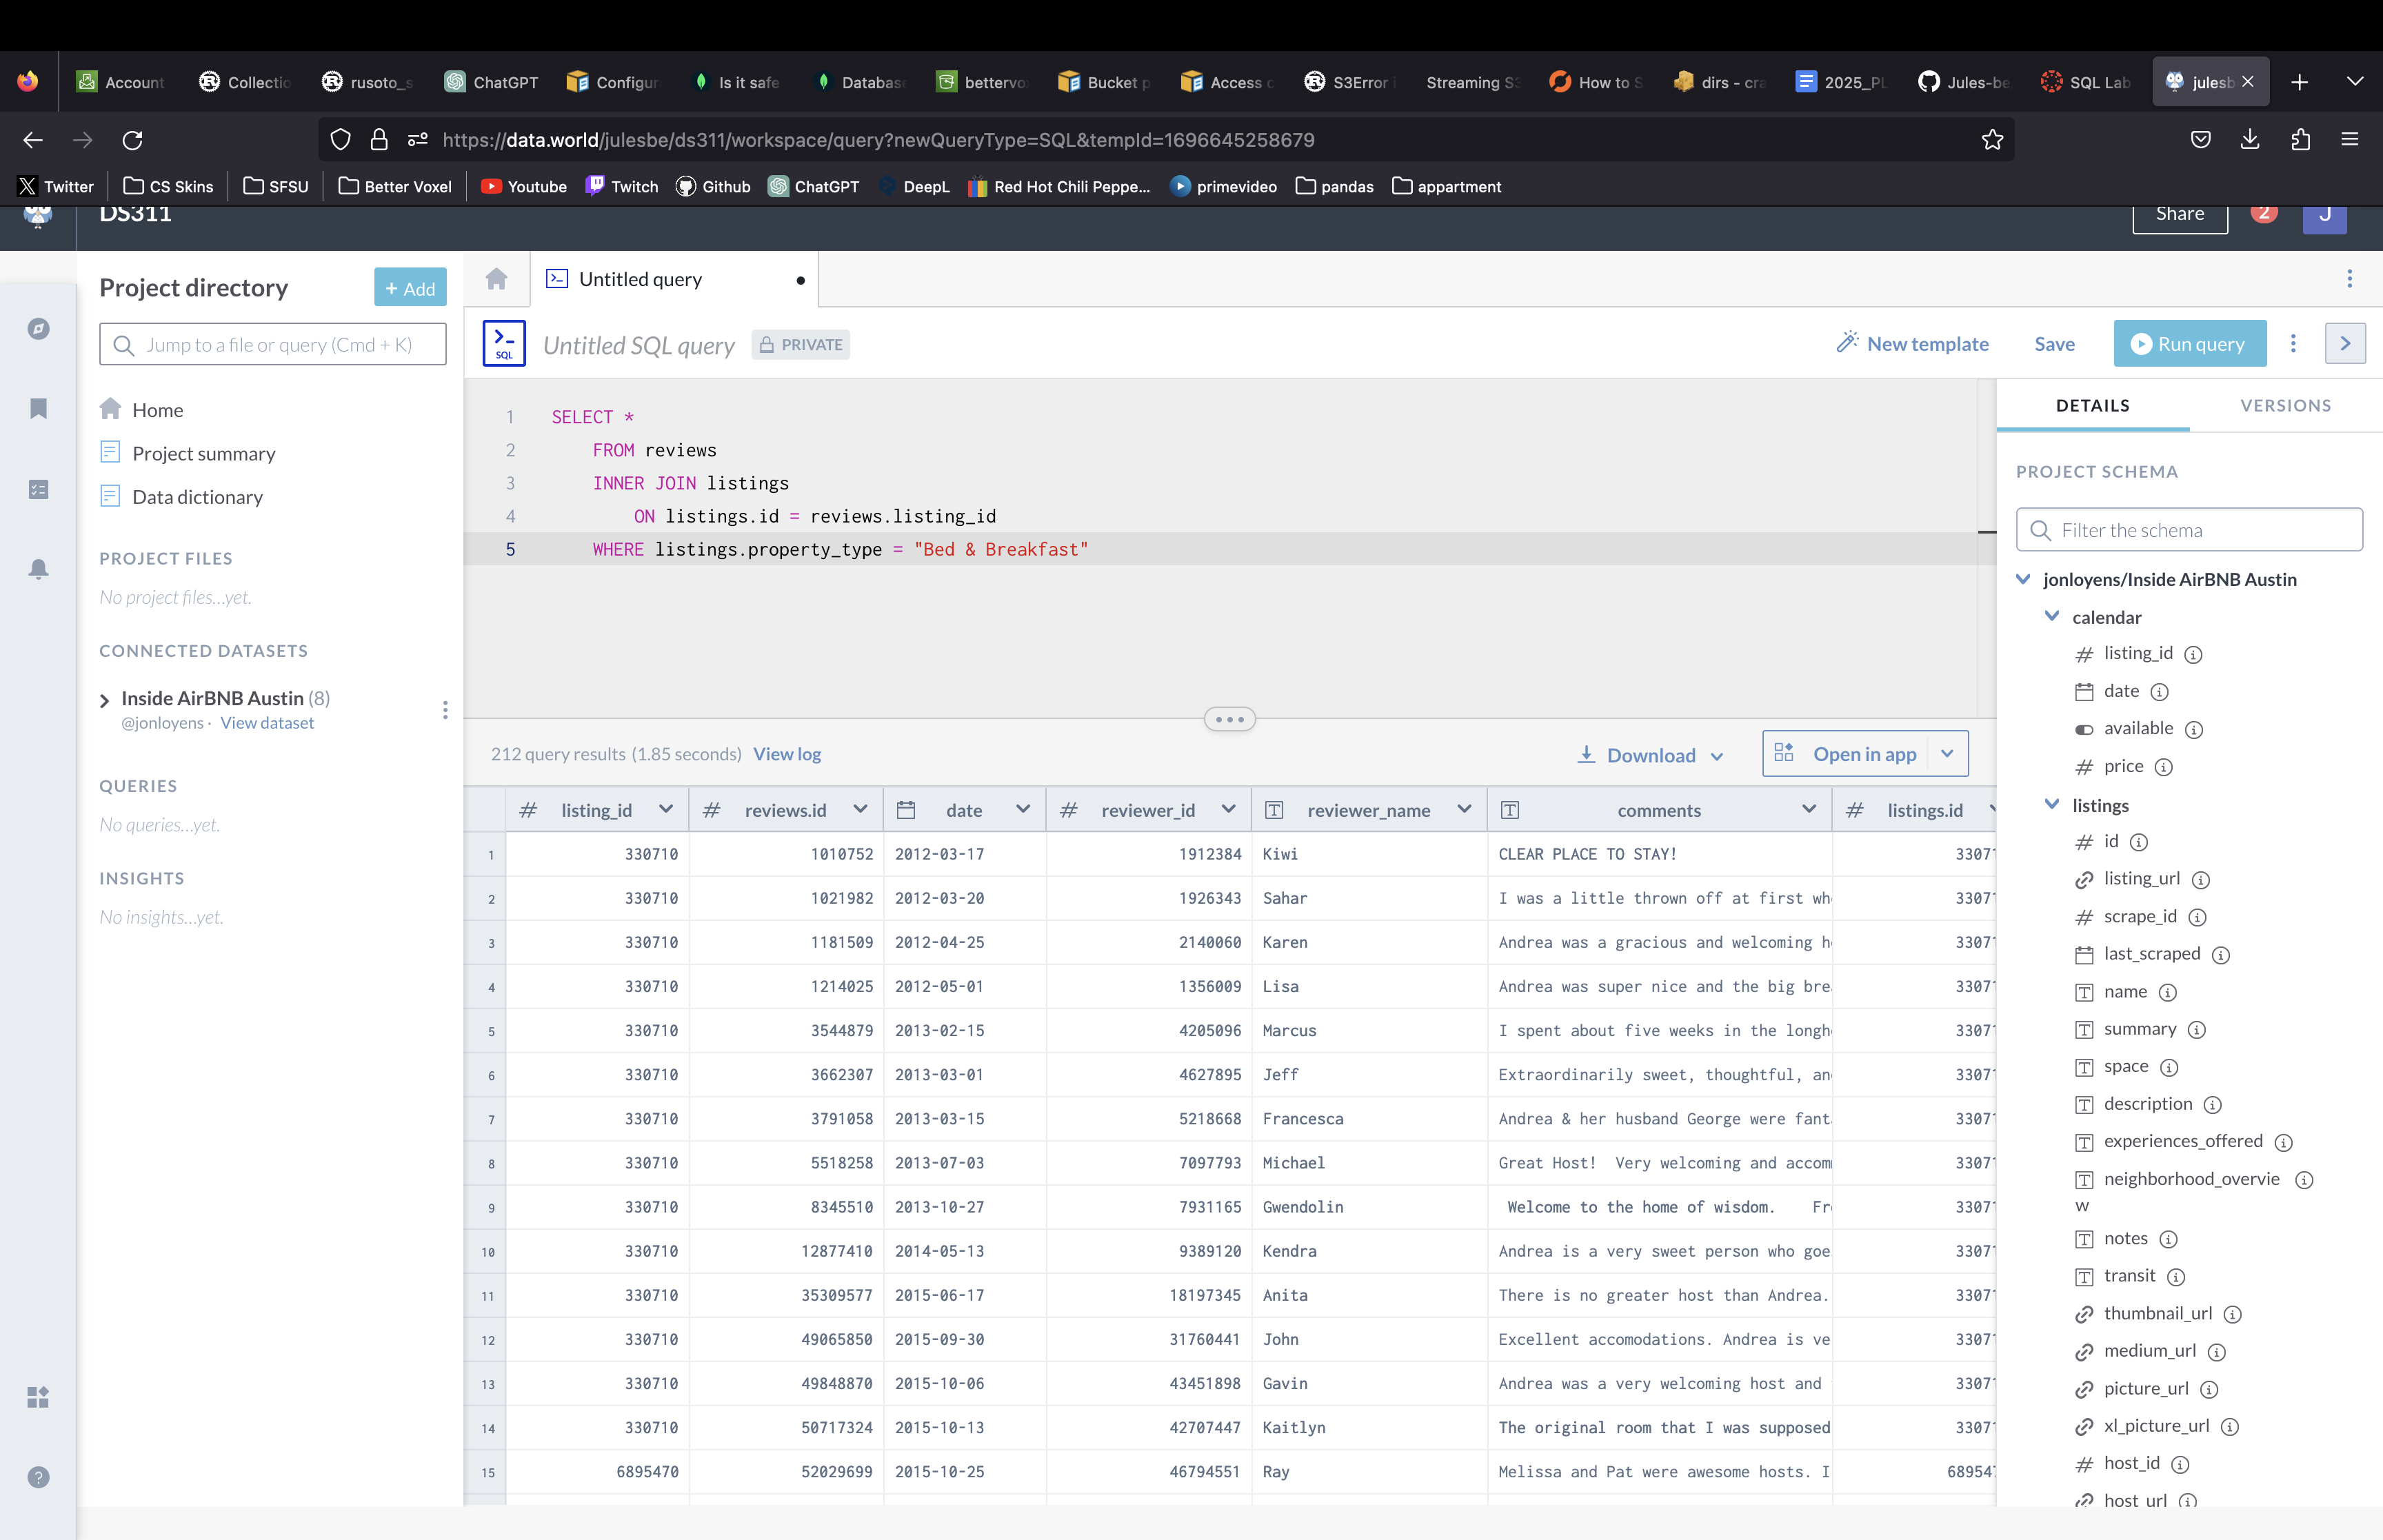 Account
Collectio
rusoto_s
ChatGPT
Configur
Is it safe
Database
bettervo
Bucket p
Access c
S3Error i
Streaming S3
How to S
dirs - cra
2025_PL
Jules-be
SQL Lab
julesb
https://data.world/julesbe/ds311/workspace/query?newQueryType=SQL&tempId=1696645258679
Twitter
CS Skins
SFSU
Better Voxel
Youtube
Twitch
Github
ChatGPT
DeepL
Red Hot Chili Peppe...
primevideo
pandas
appartment
DS311
Share
2
J
Project directory
+ Add
Jump to a file or query (Cmd + K)
Home
Project summary
Data dictionary
PROJECT FILES
No project files...yet.
CONNECTED DATASETS
Inside AirBNB Austin (8)
@jonloyens · View dataset
QUERIES
No queries...yet.
INSIGHTS
No insights...yet.
Untitled query
SQL
Untitled SQL query
PRIVATE
New template
Save
Run query
1 SELECT *
2 FROM reviews
3 INNER JOIN listings
4 ON listings.id = reviews.listing_id
5 WHERE listings.property_type = "Bed & Breakfast"
212 query results (1.85 seconds) View log
Download
Open in app
# listing_id # reviews.id date # reviewer_id T reviewer_name T comments # listings.id
1 330710 1010752 2012-03-17 1912384 Kiwi CLEAR PLACE TO STAY! 3307
2 330710 1021982 2012-03-20 1926343 Sahar I was a little thrown off at first wh 3307
3 330710 1181509 2012-04-25 2140060 Karen Andrea was a gracious and welcoming h 3307
4 330710 1214025 2012-05-01 1356009 Lisa Andrea was super nice and the big bre 3307
5 330710 3544879 2013-02-15 4205096 Marcus I spent about five weeks in the longh 3307
6 330710 3662307 2013-03-01 4627895 Jeff Extraordinarily sweet, thoughtful, an 3307
7 330710 3791058 2013-03-15 5218668 Francesca Andrea & her husband George were fant 3307
8 330710 5518258 2013-07-03 7097793 Michael Great Host! Very welcoming and accom 3307
9 330710 8345510 2013-10-27 7931165 Gwendolin Welcome to the home of wisdom. Fr 3307
10 330710 12877410 2014-05-13 9389120 Kendra Andrea is a very sweet person who goe 3307
11 330710 35309577 2015-06-17 18197345 Anita There is no greater host than Andrea. 3307
12 330710 49065850 2015-09-30 31760441 John Excellent accomodations. Andrea is ve 3307
13 330710 49848870 2015-10-06 43451898 Gavin Andrea was a very welcoming host and 3307
14 330710 50717324 2015-10-13 42707447 Kaitlyn The original room that I was supposed 3307
15 6895470 52029699 2015-10-25 46794551 Ray Melissa and Pat were awesome hosts. I 68954
DETAILS
VERSIONS
PROJECT SCHEMA
Filter the schema
jonloyens/Inside AirBNB Austin
calendar
# listing_id
date
available
# price
listings
# id
listing_url
# scrape_id
last_scraped
T name
T summary
T space
T description
T experiences_offered
T neighborhood_overvie
w
T notes
T transit
thumbnail_url
medium_url
picture_url
xl_picture_url
# host_id
host_url